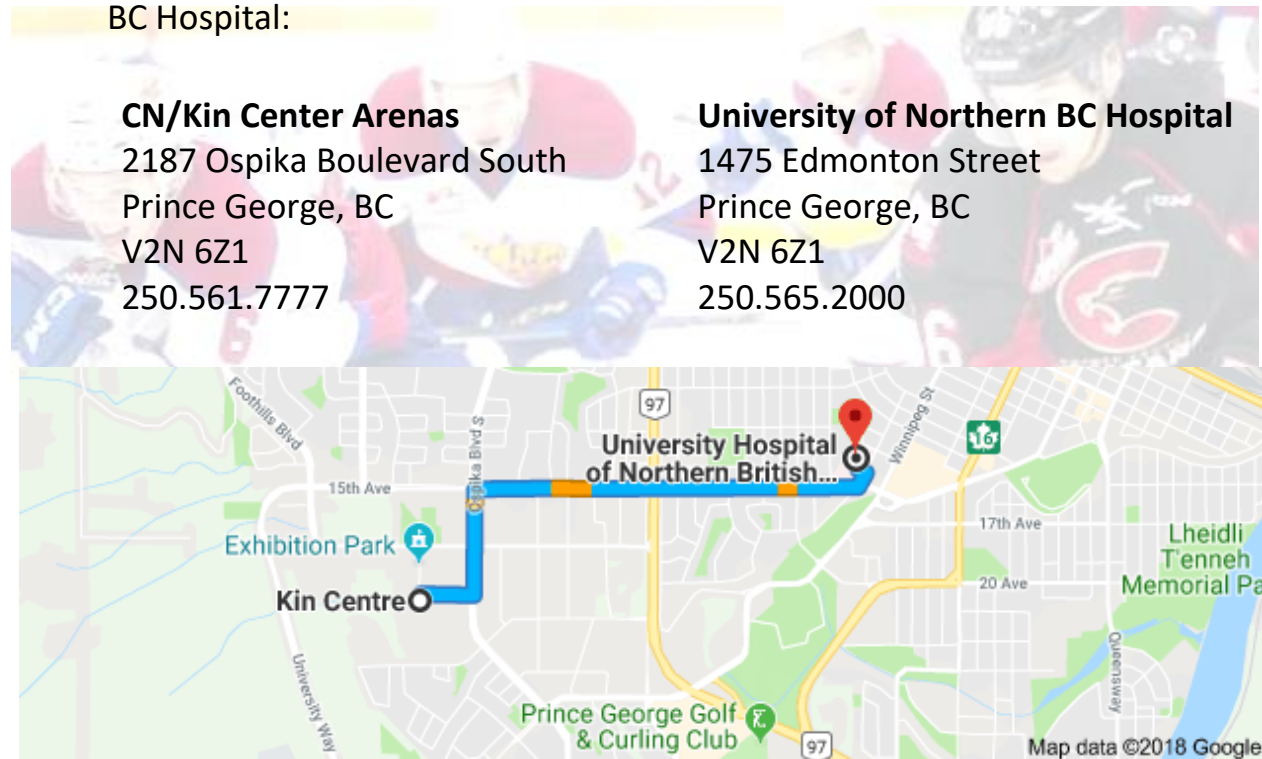 BC Hospital:
CN/Kin Center Arenas
2187 Ospika Boulevard South
Prince George, BC
V2N 6Z1
250.561.7777
University of Northern BC Hospital
1475 Edmonton Street
Prince George, BC
V2N 6Z1
250.565.2000
12
6
6
Foothills Blvd
Ospika Blvd S
97
University Hospital
of Northern British...
Winnipeg St
16
15th Ave
17th Ave
Exhibition Park
Lheidli
T'enneh
Memorial Pa
Kin Centre
20 Ave
University Way
Queensway
Prince George Golf
& Curling Club
97
Map data ©2018 Google